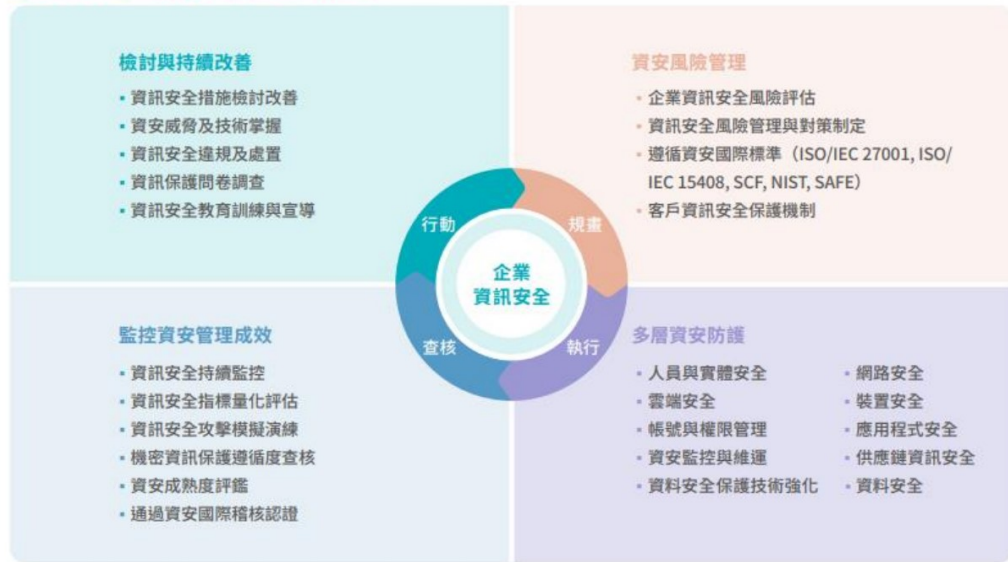 檢討與持續改善
▪ 資訊安全措施檢討改善
▪ 資安威脅及技術掌握
▪ 資訊安全違規及處置
▪ 資訊保護問卷調查
▪ 資訊安全教育訓練與宣導
資安風險管理
▪ 企業資訊安全風險評估
▪ 資訊安全風險管理與對策制定
▪ 遵循資安國際標準（ISO/IEC 27001, ISO/
IEC 15408, SCF, NIST, SAFE）
▪ 客戶資訊安全保護機制
行動
規畫
企業
資訊安全
查核
執行
監控資安管理成效
▪ 資訊安全持續監控
▪ 資訊安全指標量化評估
▪ 資訊安全攻擊模擬演練
▪ 機密資訊保護遵循度查核
▪ 資安成熟度評鑑
▪ 通過資安國際稽核認證
多層資安防護
▪ 人員與實體安全
▪ 雲端安全
▪ 帳號與權限管理
▪ 資安監控與維運
▪ 資料安全保護技術強化
▪ 網路安全
▪ 裝置安全
▪ 應用程式安全
▪ 供應鏈資訊安全
▪ 資料安全